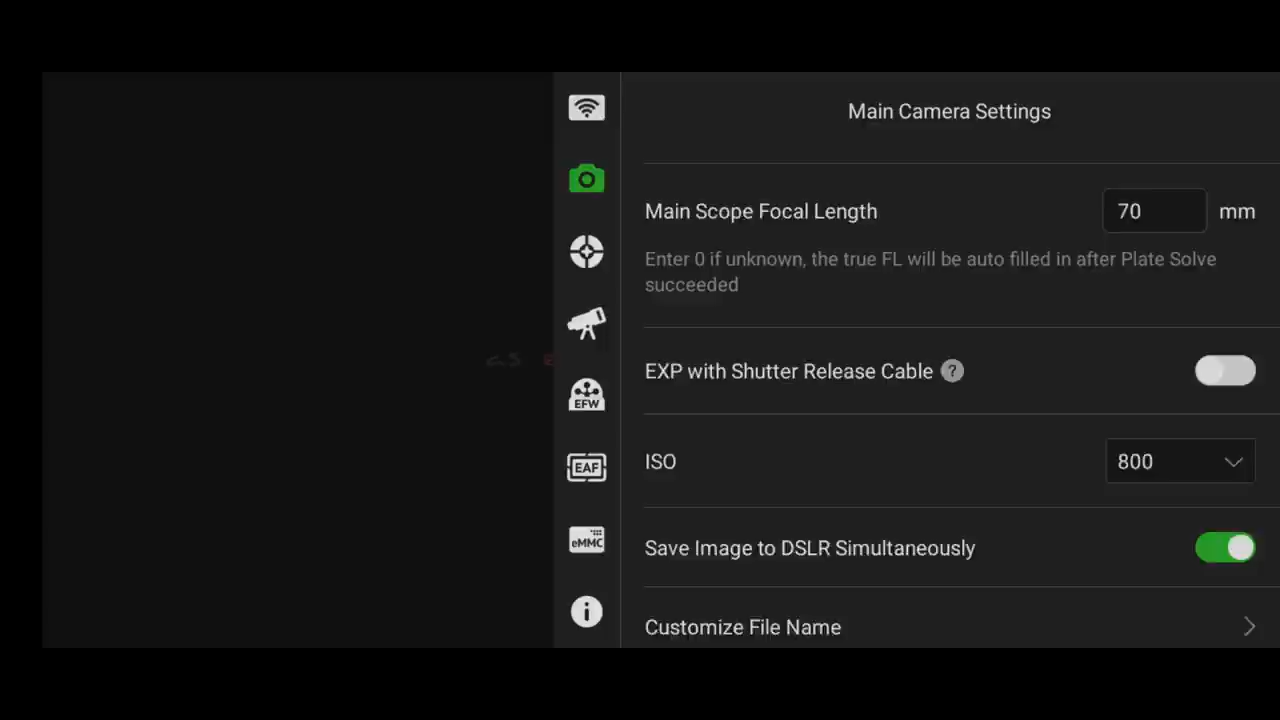 Main Camera Settings
Main Scope Focal Length 70 mm
Enter 0 if unknown, the true FL will be auto filled in after Plate Solve
succeeded
EXP with Shutter Release Cable ?
EFW
ISO 800
EAF
eMMC
Save Image to DSLR Simultaneously
i
Customize File Name